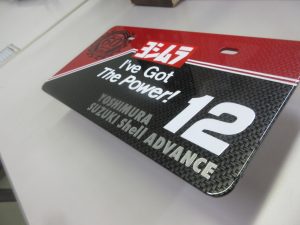 ヨシムラ
I've Got
The Power!
12
YOSHIMURA
SUZUKI Shell ADVANCE